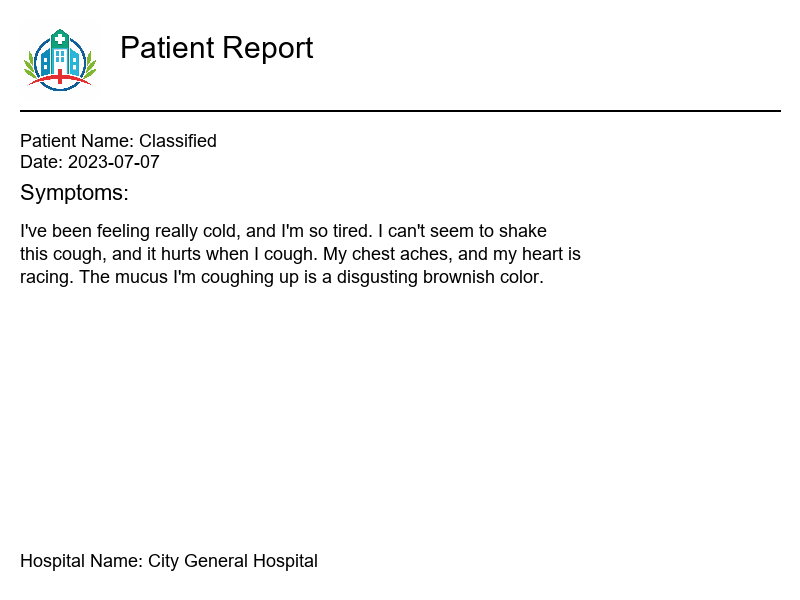 Patient Report
Patient Name: Classified
Date: 2023-07-07
Symptoms:
I've been feeling really cold, and I'm so tired. I can't seem to shake
this cough, and it hurts when I cough. My chest aches, and my heart is
racing. The mucus I'm coughing up is a disgusting brownish color.
Hospital Name: City General Hospital